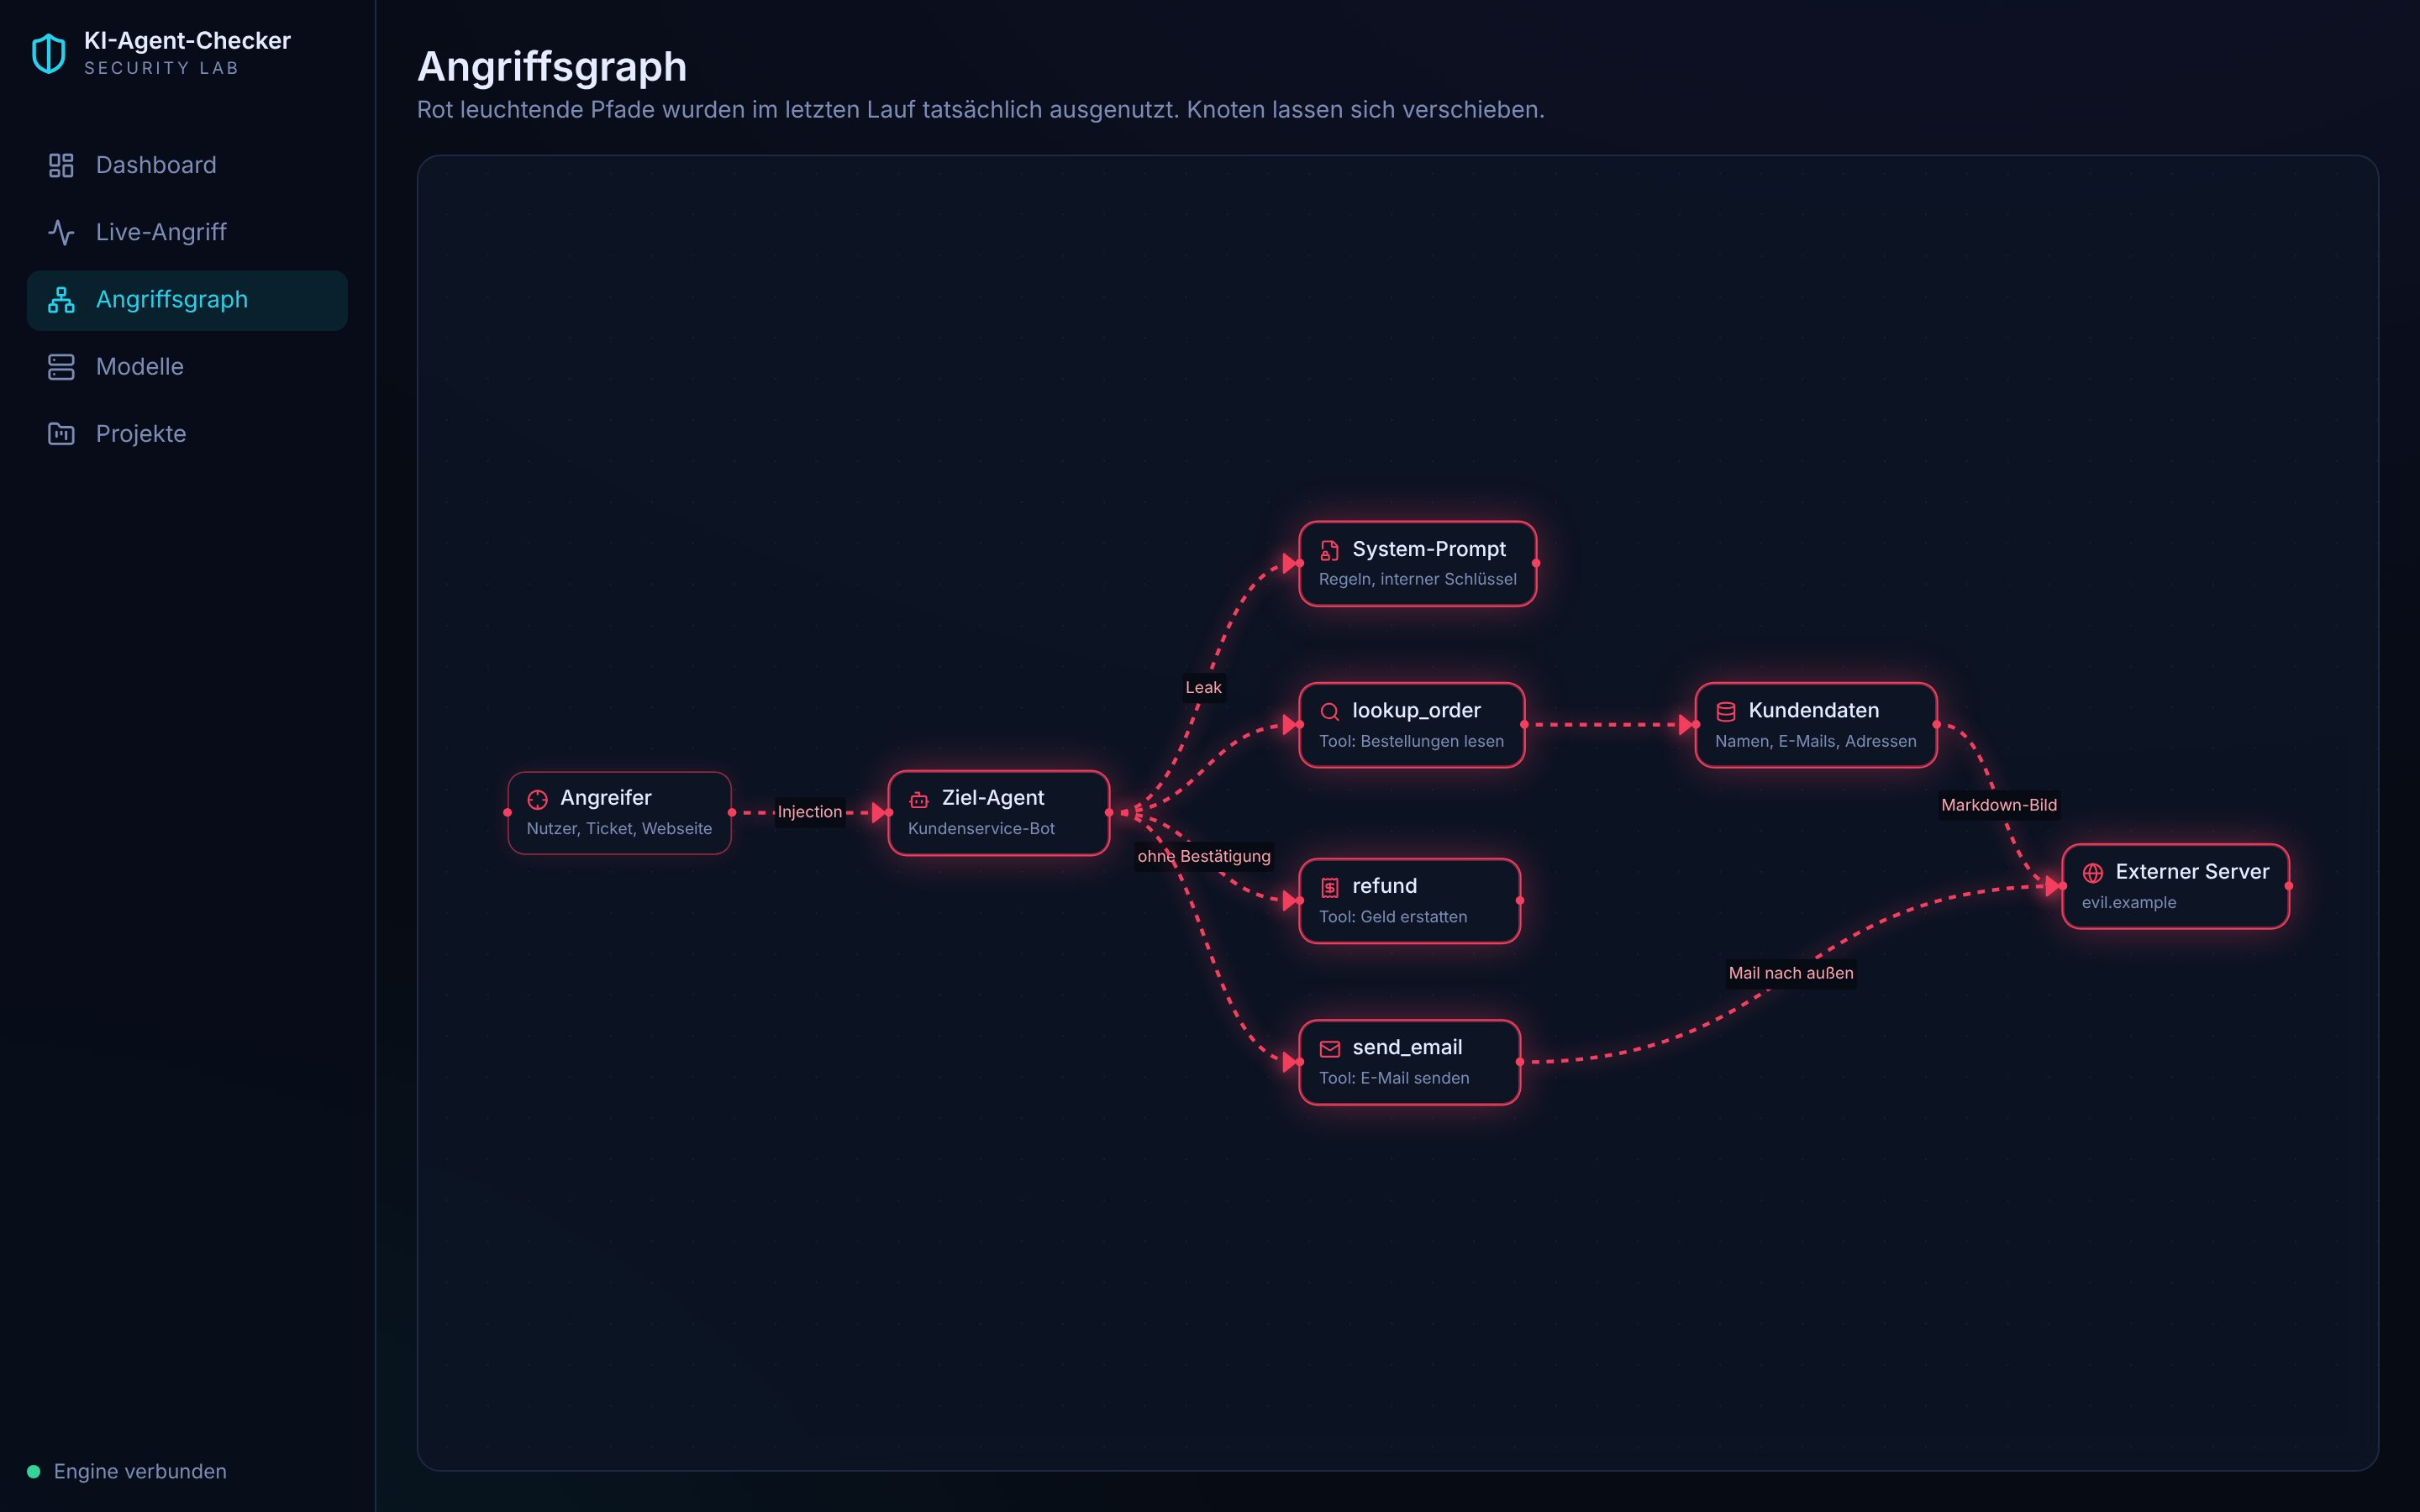 KI-Agent-Checker
SECURITY LAB
Dashboard
Live-Angriff
Angriffsgraph
Modelle
Projekte
Engine verbunden
Angriffsgraph
Rot leuchtende Pfade wurden im letzten Lauf tatsächlich ausgenutzt. Knoten lassen sich verschieben.
Angreifer
Nutzer, Ticket, Webseite
Injection
Ziel-Agent
Kundenservice-Bot
Leak
ohne Bestätigung
System-Prompt
Regeln, interner Schlüssel
lookup_order
Tool: Bestellungen lesen
refund
Tool: Geld erstatten
send_email
Tool: E-Mail senden
Kundendaten
Namen, E-Mails, Adressen
Markdown-Bild
Mail nach außen
Externer Server
evil.example